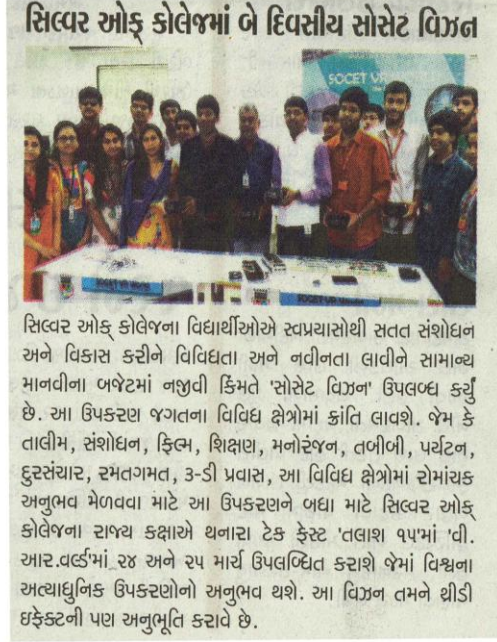 સિલ્વર ઓક્ કોલેજમાં બે દિવસીય સોસેટ વિઝન
SOCET VR
SOCET VR
SOCET VR
સિલ્વર ઓક્ કોલેજના વિદ્યાર્થીઓએ સ્વપ્રયાસોથી સતત સંશોધન
અને વિકાસ કરીને વિવિધતા અને નવીનતા લાવીને સામાન્ય
માનવીના બજેટમાં નજીવી કિંમતે 'સોસેટ વિઝન' ઉપલબ્ધ કર્યું
છે. આ ઉપકરણ જગતના વિવિધ ક્ષેત્રોમાં ક્રાંતિ લાવશે. જેમ કે
તાલીમ, સંશોધન, ફિલ્મ, શિક્ષણ, મનોરંજન, તબીબી, પર્યટન,
દુરસંચાર, રમતગમત, ૩-ડી પ્રવાસ, આ વિવિધ ક્ષેત્રોમાં રોમાંચક
અનુભવ મેળવવા માટે આ ઉપકરણને બધા માટે સિલ્વર ઓક્
કોલેજના રાજ્ય કક્ષાએ થનારા ટેક ફેસ્ટ 'તલાશ ૧૫'માં 'વી.
આર.વર્લ્ડ'માં ૨૪ અને ૨૫ માર્ચ ઉપલબ્ધિત કરાશે જેમાં વિશ્વના
અત્યાધુનિક ઉપકરણોનો અનુભવ થશે. આ વિઝન તમને થીડી
ઇફેક્ટની પણ અનુભૂતિ કરાવે છે.